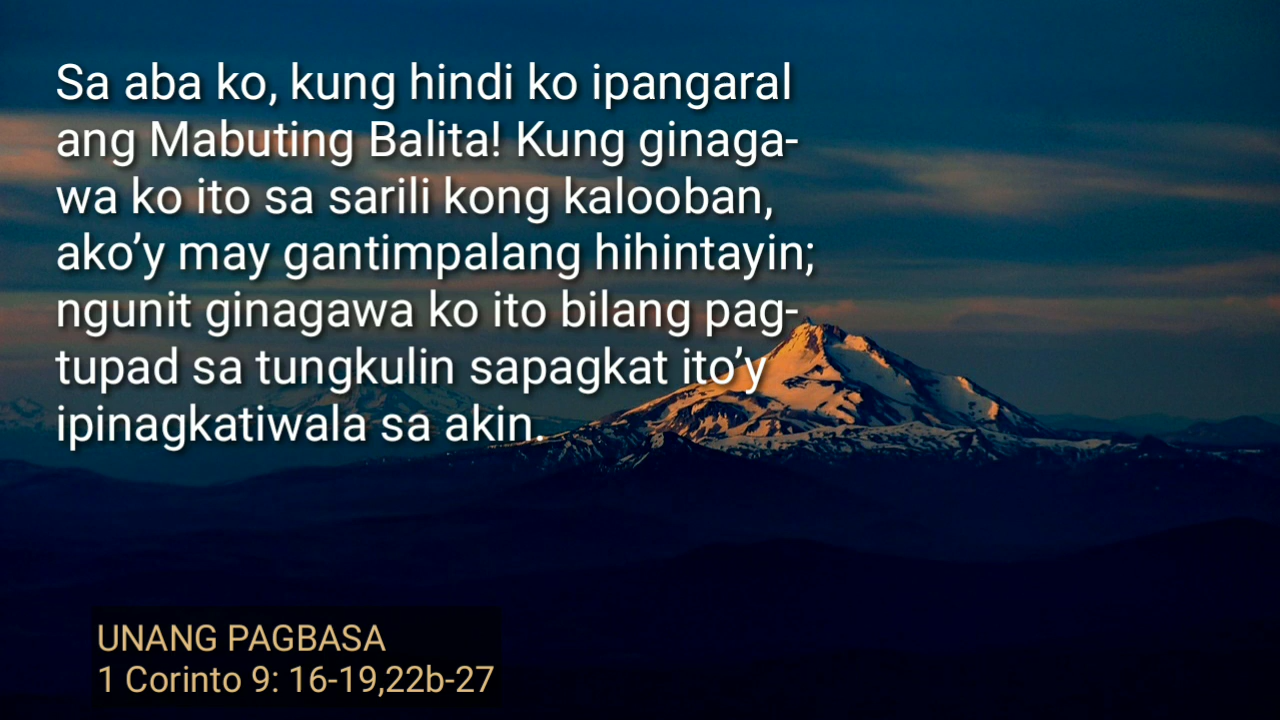 Sa aba ko, kung hindi ko ipangaral
ang Mabuting Balita! Kung ginaga-
wa ko ito sa sarili kong kalooban,
ako’y may gantimpalang hihintayin;
ngunit ginagawa ko ito bilang pag-
tupad sa tungkulin sapagkat ito’y
ipinagkatiwala sa akin.
UNANG PAGBASA
1 Corinto 9: 16-19,22b-27